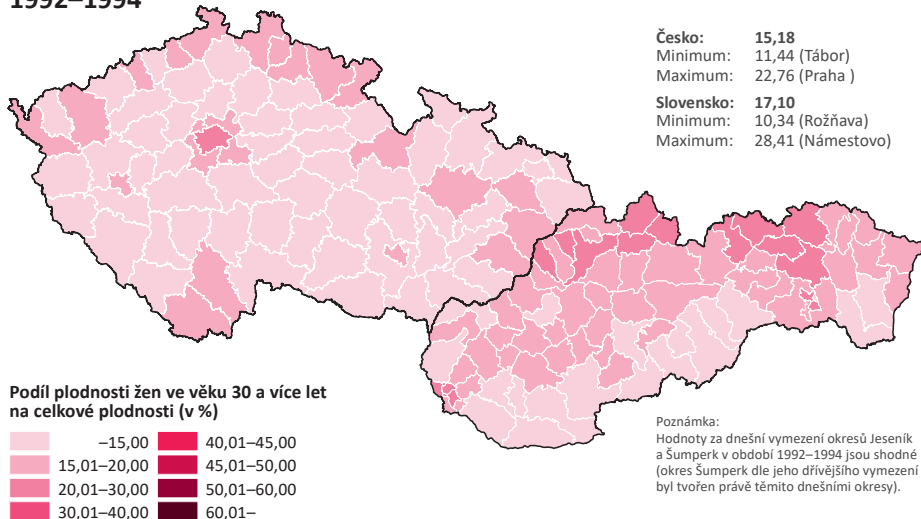 1992–1994
Česko: 15,18
Minimum: 11,44 (Tábor)
Maximum: 22,76 (Praha )
Slovensko: 17,10
Minimum: 10,34 (Rožňava)
Maximum: 28,41 (Námestovo)
Podíl plodnosti žen ve věku 30 a více let
na celkové plodnosti (v %)
–15,00 40,01–45,00
15,01–20,00 45,01–50,00
20,01–30,00 50,01–60,00
30,01–40,00 60,01–
Poznámka:
Hodnoty za dnešní vymezení okresů Jeseník
a Šumperk v období 1992–1994 jsou shodné
(okres Šumperk dle jeho dřívějšího vymezení
byl tvořen právě těmito dnešními okresy).